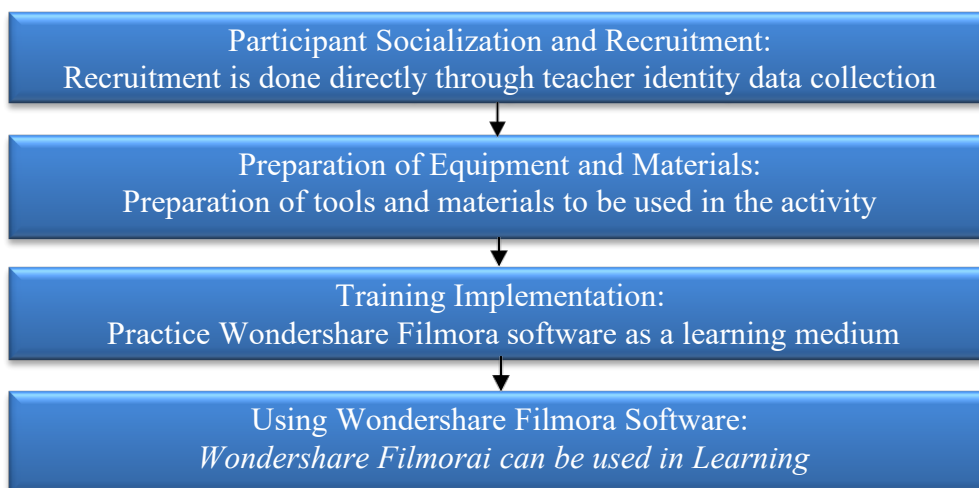 Participant Socialization and Recruitment:
Recruitment is done directly through teacher identity data collection
Preparation of Equipment and Materials:
Preparation of tools and materials to be used in the activity
Training Implementation:
Practice Wondershare Filmora software as a learning medium
Using Wondershare Filmora Software:
Wondershare Filmorai can be used in Learning